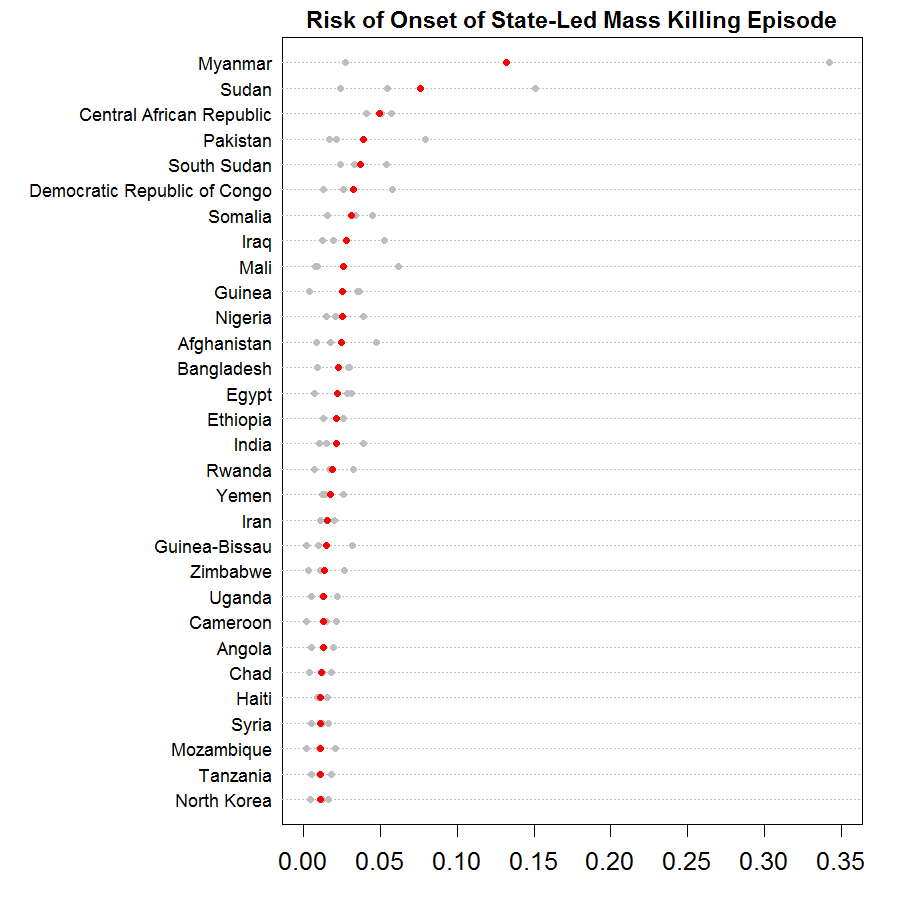 Risk of Onset of State-Led Mass Killing Episode
Myanmar
Sudan
Central African Republic
Pakistan
South Sudan
Democratic Republic of Congo
Somalia
Iraq
Mali
Guinea
Nigeria
Afghanistan
Bangladesh
Egypt
Ethiopia
India
Rwanda
Yemen
Iran
Guinea-Bissau
Zimbabwe
Uganda
Cameroon
Angola
Chad
Haiti
Syria
Mozambique
Tanzania
North Korea
0.00 0.05 0.10 0.15 0.20 0.25 0.30 0.35